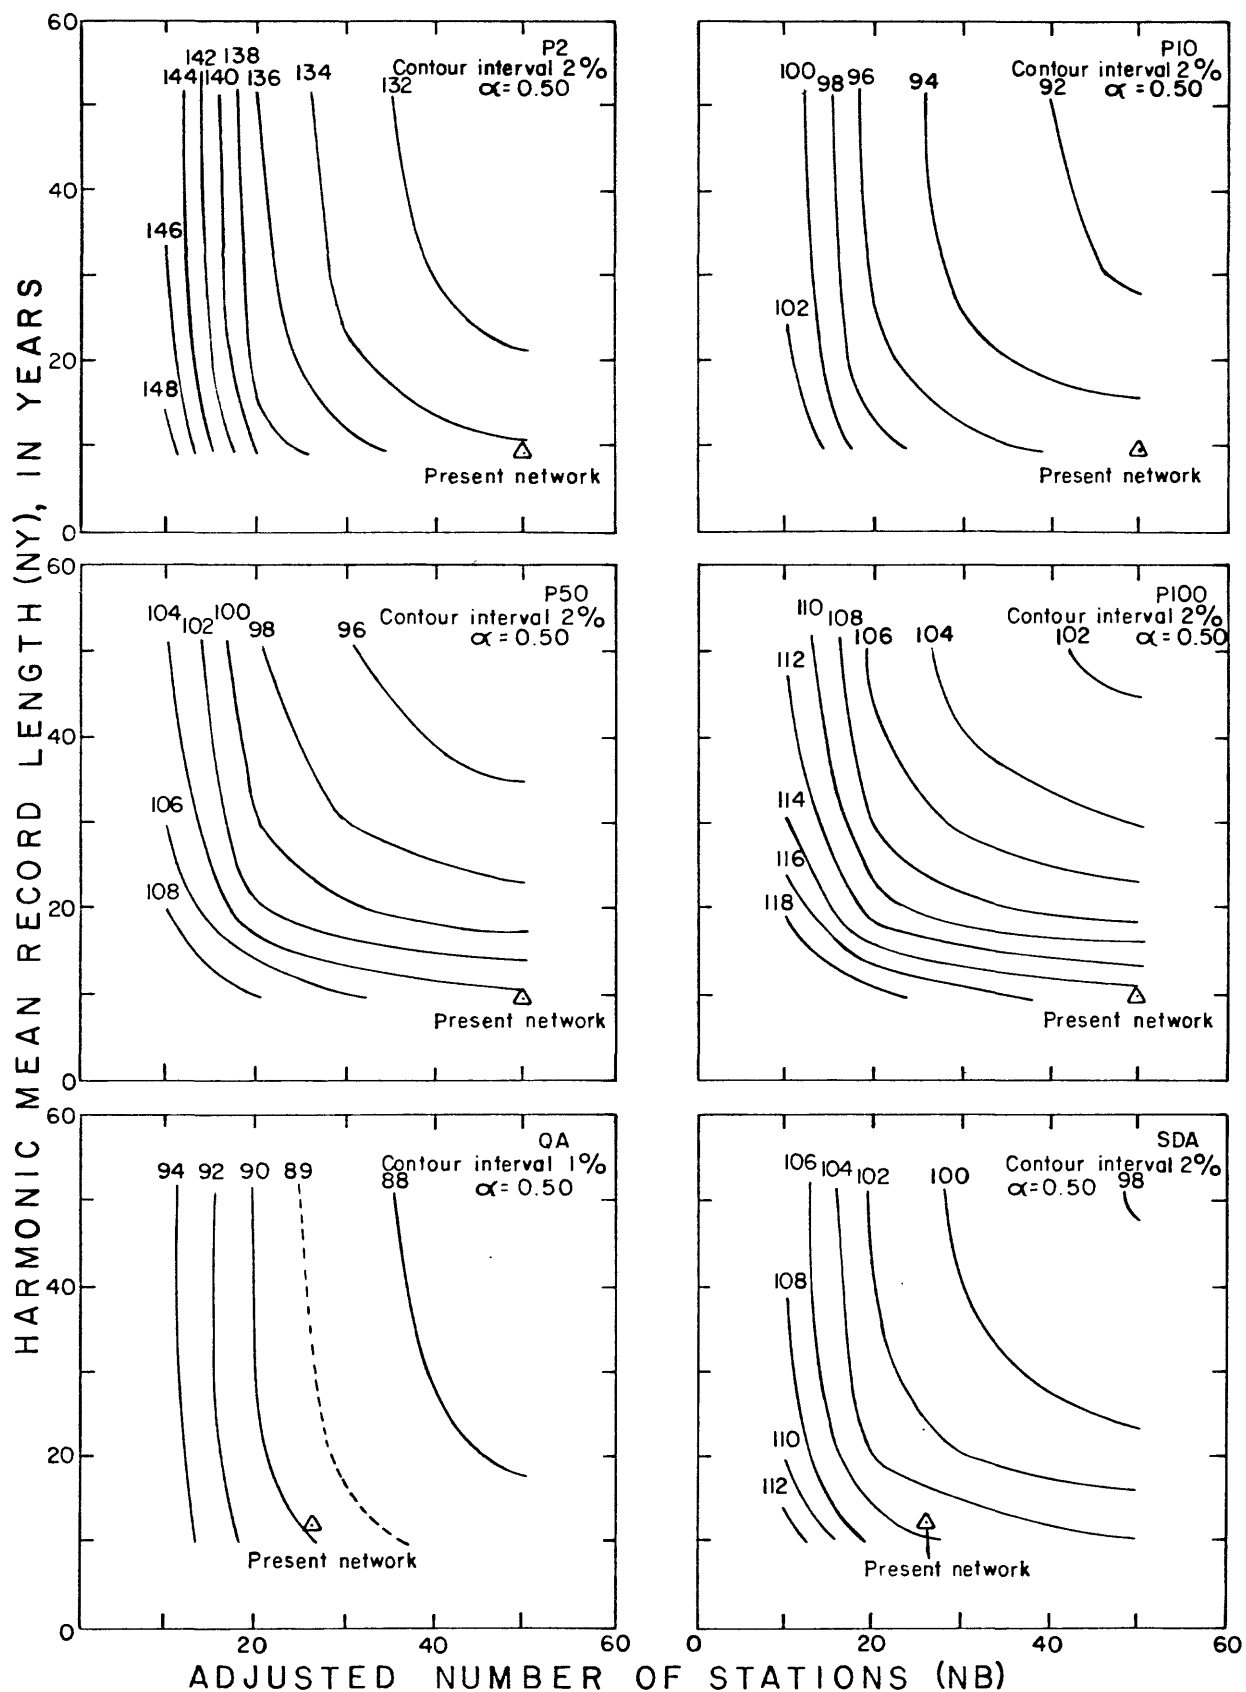 HARMONIC MEAN RECORD LENGTH (NY), IN YEARS
60
40
20
0
P2
Contour interval 2%
α = 0.50
142 138
144 140 136 134 132
146
148
Present network
P10
Contour interval 2%
α = 0.50
100 98 96 94 92
102
Present network
60
40
20
0
P50
Contour interval 2%
α = 0.50
104 102 100 98 96
106
108
Present network
P100
Contour interval 2%
α = 0.50
110 108 106 104 102
112
114
116
118
Present network
60
40
20
0
QA
Contour interval 1%
α = 0.50
94 92 90 89 88
Present network
20 40
SDA
Contour interval 2%
α = 0.50
106 104 102 100 98
108
110
112
Present network
0 20 40 60
ADJUSTED NUMBER OF STATIONS (NB)